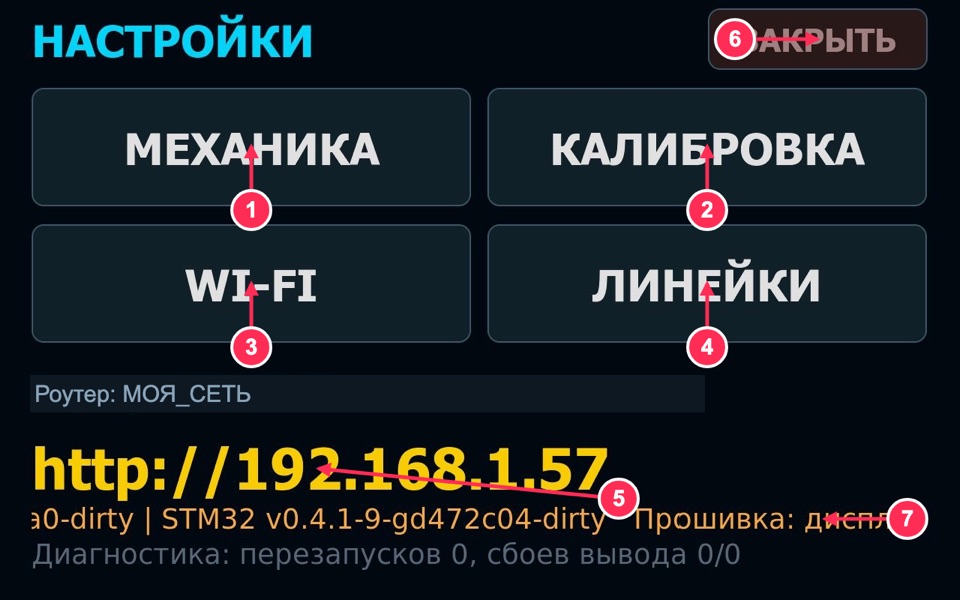 НАСТРОЙКИ
6 ЗАКРЫТЬ
МЕХАНИКА
КАЛИБРОВКА
1
2
WI-FI
ЛИНЕЙКИ
3
4
Роутер: МОЯ_СЕТЬ
http://192.168.1.57
5
a0-dirty | STM32 v0.4.1-9-gd472c04-dirty Прошивка: диспл
7
Диагностика: перезапусков 0, сбоев вывода 0/0